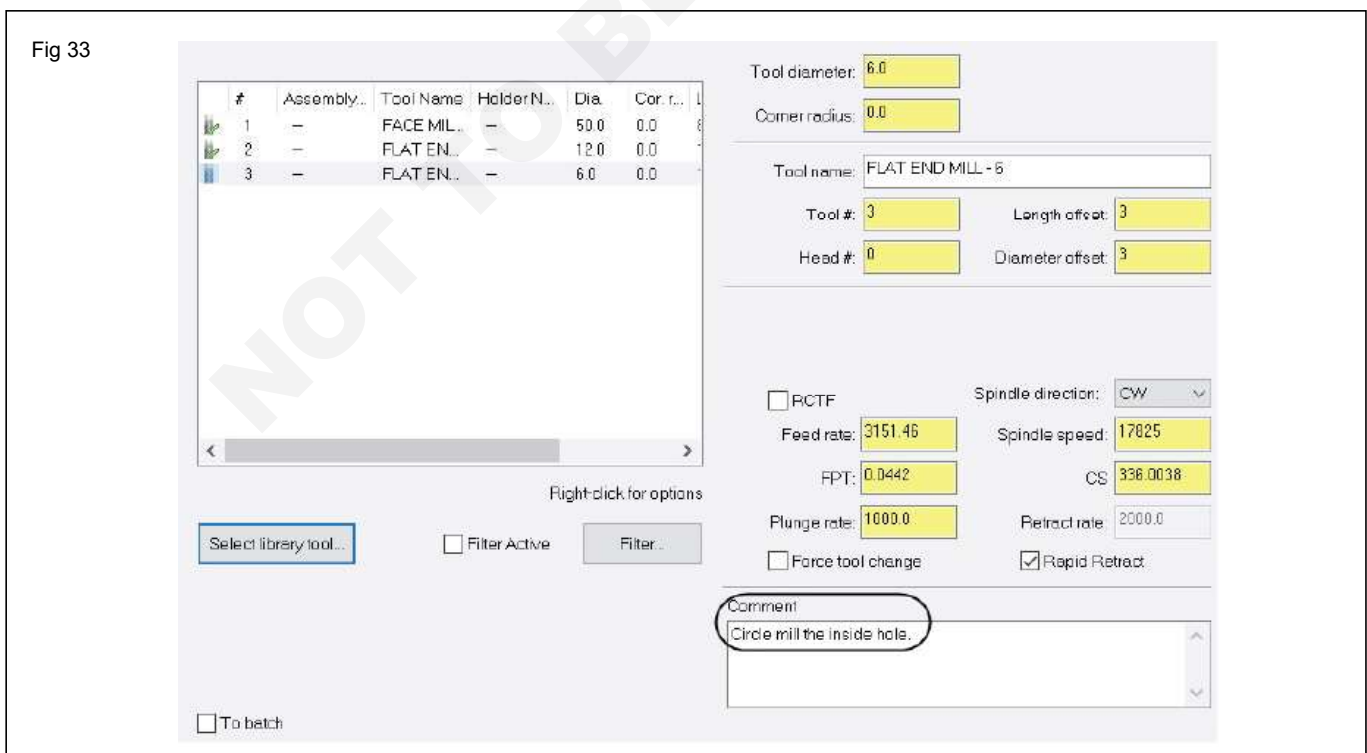 Fig 33
# Assembly... Tool Name Holder N... Dia. Cor. r... L
1 – FACE MIL... – 50.0 0.0
2 – FLAT EN... – 12.0 0.0
3 – FLAT EN... – 6.0 0.0
Right-click for options
Select library tool...
Filter Active
Filter...
To batch
Tool diameter: 6.0
Corner radius: 0.0
Tool name: FLAT END MILL - 6
Tool #: 3 Length offset: 3
Head #: 0 Diameter offset: 3
RCTF Spindle direction: CW
Feed rate: 3151.46 Spindle speed: 17825
FPT: 0.0442 CS 336.0038
Plunge rate: 1000.0 Retract rate: 2000.0
Force tool change Rapid Retract
Comment
Circle mill the inside hole.
NOT TO BE